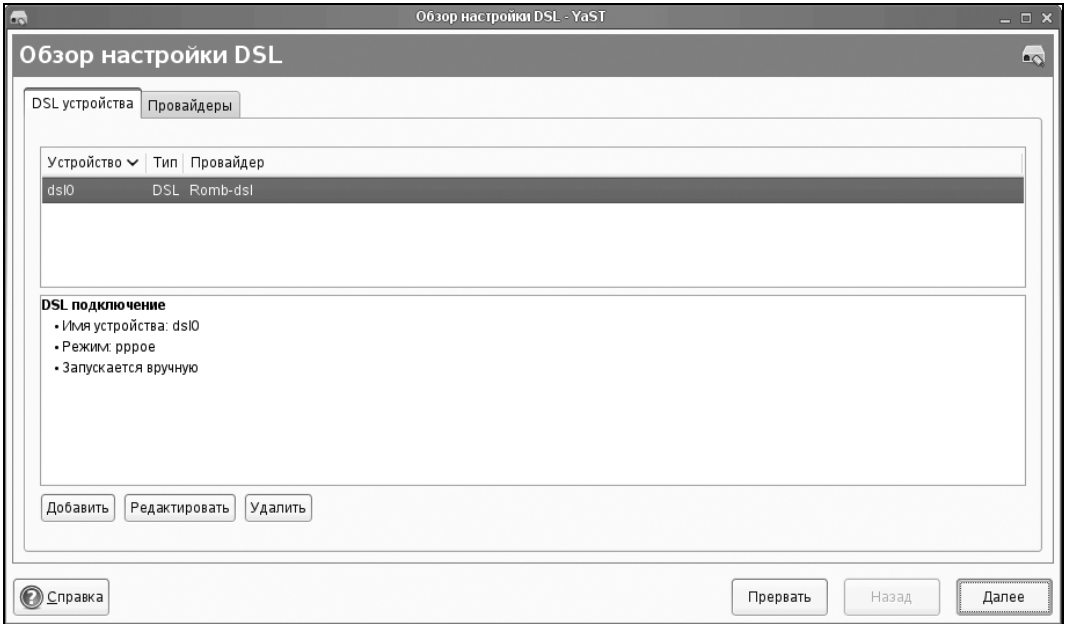 Обзор настройки DSL - YaST
Обзор настройки DSL
DSL устройства Провайдеры
Устройство Тип Провайдер
dsl0 DSL Romb-dsl
DSL подключение
• Имя устройства: dsl0
• Режим: pppoe
• Запускается вручную
Добавить Редактировать Удалить
Справка Прервать Назад Далее